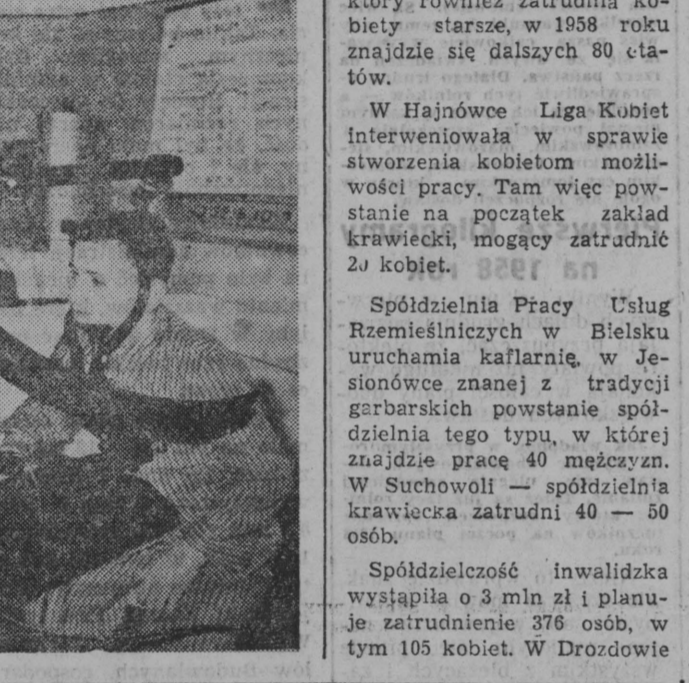 który również zatrudnia ko-
biety starsze, w 1958 roku
znajdzie się dalszych 80 eta-
tów.
W Hajnówce Liga Kobiet
interweniowała w sprawie
stworzenia kobietom możli-
wości pracy. Tam więc pow-
stanie na początek zakład
krawiecki, mogący zatrudnić
20 kobiet.
Spółdzielnia Pracy Usług
Rzemieślniczych w Bielsku
uruchamia kaflarnię, w Je-
sionówce znanej z tradycji
garbarskich powstanie spół-
dzielnia tego typu, w której
znajdzie pracę 40 mężczyzn.
W Suchowoli — spółdzielnia
krawiecka zatrudni 40 — 50
osób.
Spółdzielczość inwalidzka
wystąpiła o 3 mln zł i planu-
je zatrudnienie 376 osób, w
tym 105 kobiet. W Drozdowie